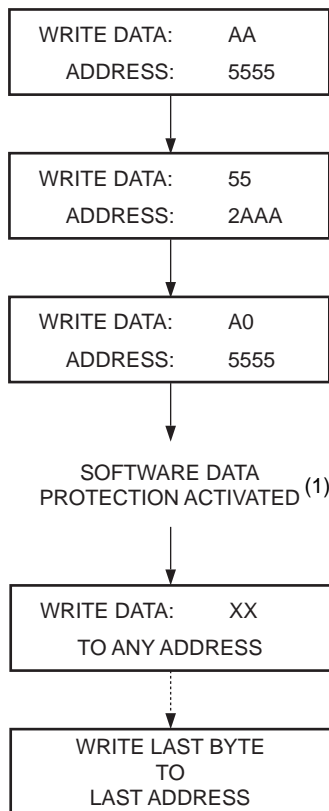 WRITE DATA: AA
ADDRESS: 5555
WRITE DATA: 55
ADDRESS: 2AAA
WRITE DATA: A0
ADDRESS: 5555
SOFTWARE DATA
PROTECTION ACTIVATED (1)
WRITE DATA: XX
TO ANY ADDRESS
WRITE LAST BYTE
TO
LAST ADDRESS